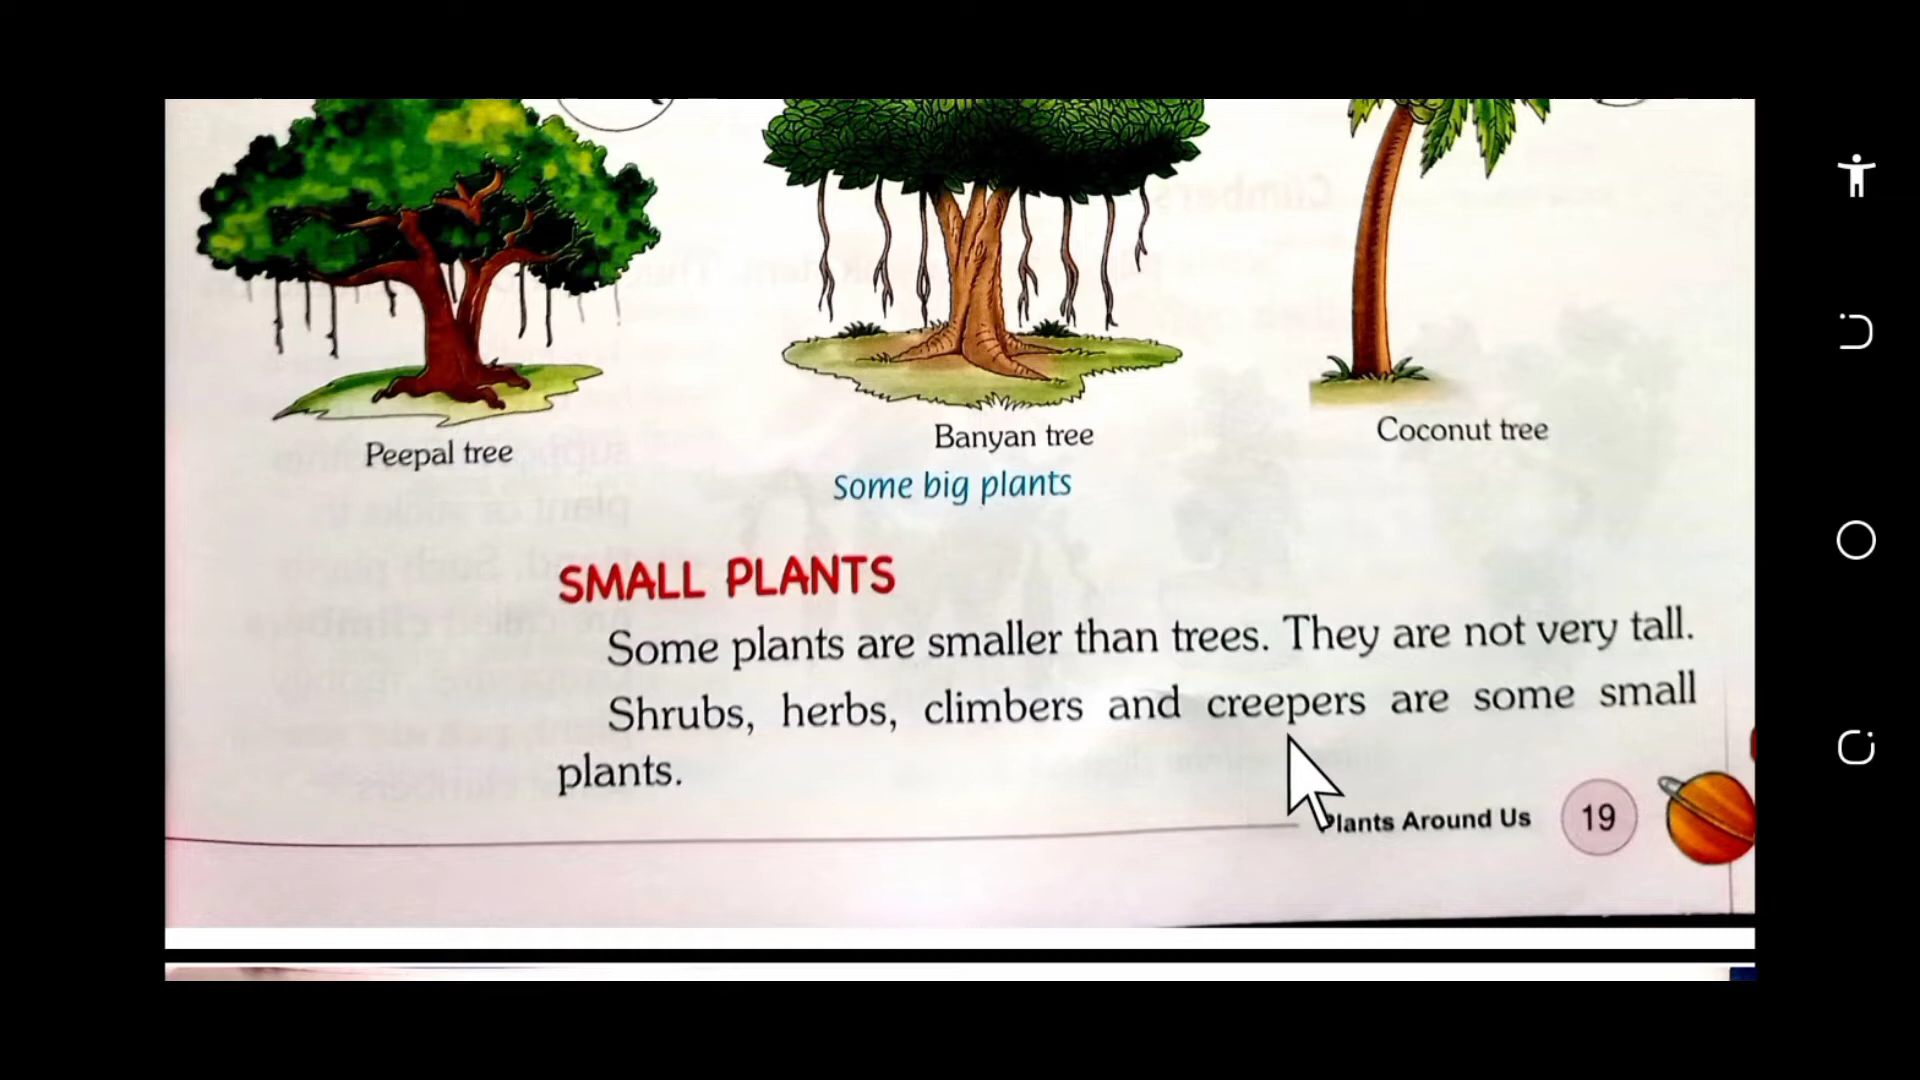 Peepal tree
Banyan tree
Coconut tree
Some big plants
SMALL PLANTS
Some plants are smaller than trees. They are not very tall.
Shrubs, herbs, climbers and creepers are some small
plants.
Plants Around Us 19